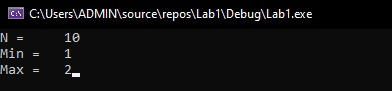 C:\Users\ADMIN\source\repos\Lab1\Debug\Lab1.exe
N =    10
Min =   1
Max =   2